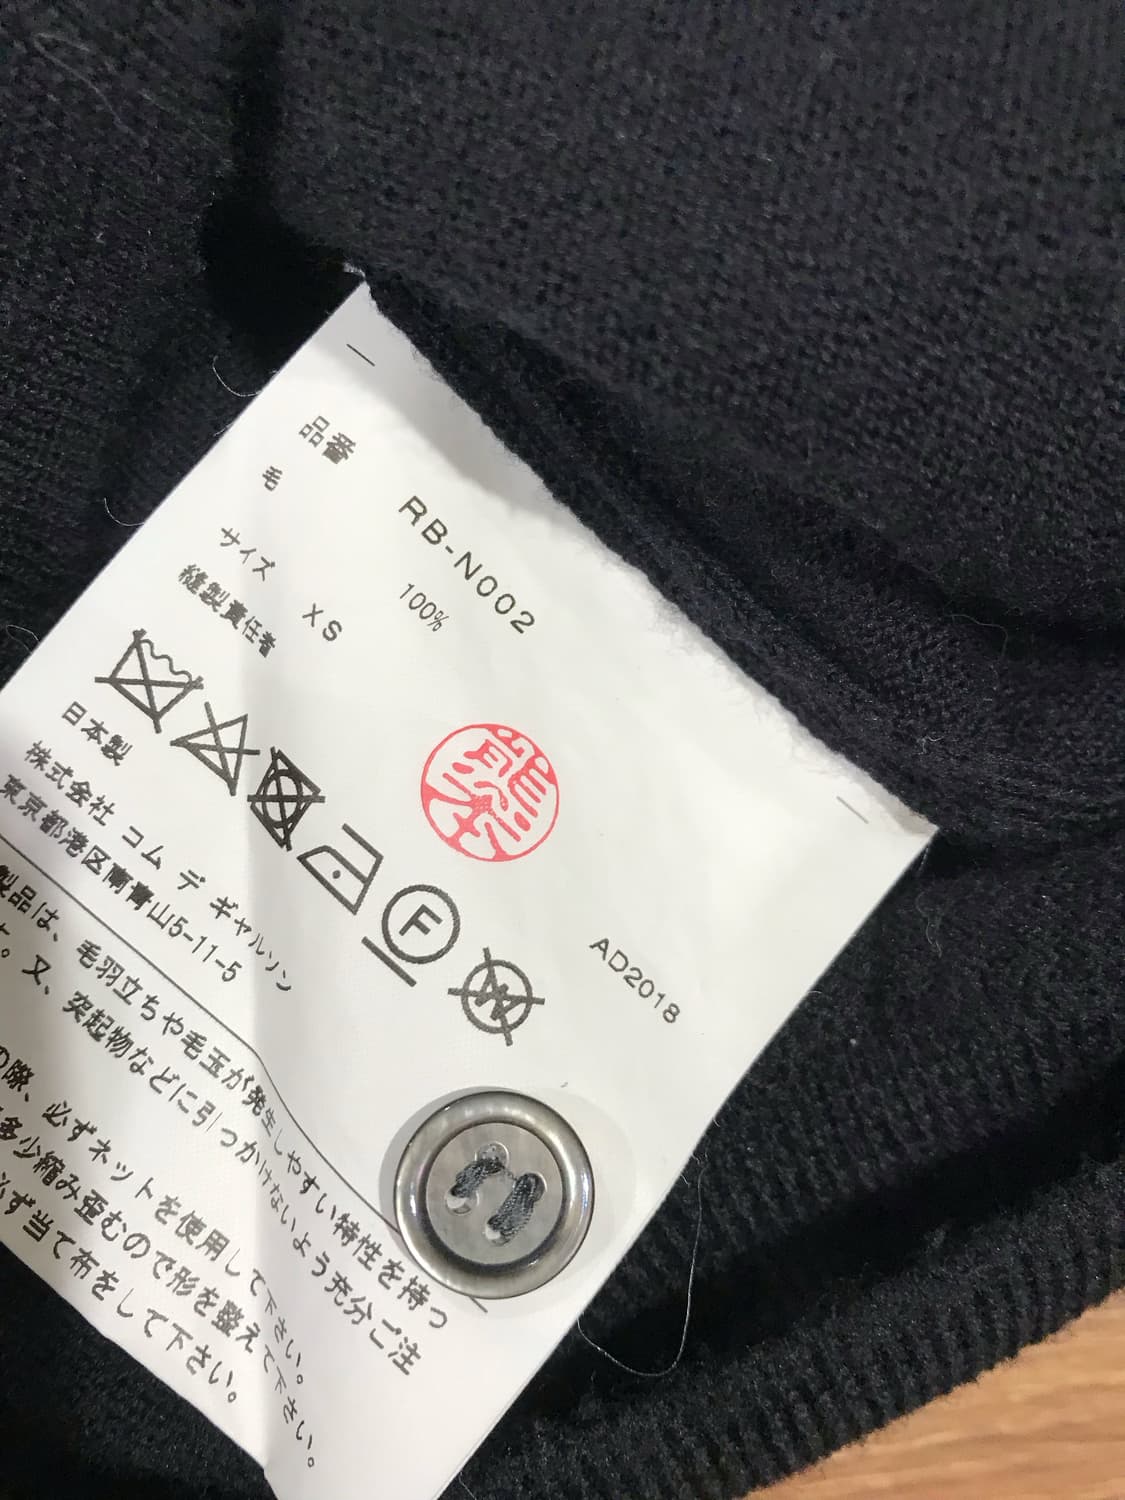 品番 RB-N002
毛 100%
サイズ XS
縫製責任者
F
W
AD2018
日本製
株式会社 コム デ ギャルソン
東京都港区南青山5-11-5
製品は、毛羽立ちや毛玉が発生しやすい特性を持つ
す。又、突起物などに引っかけないよう充分ご注
の際、必ずネットを使用して下さい。
多少縮み歪むので形を整えて下さい。
必ず当て布をして下さい。